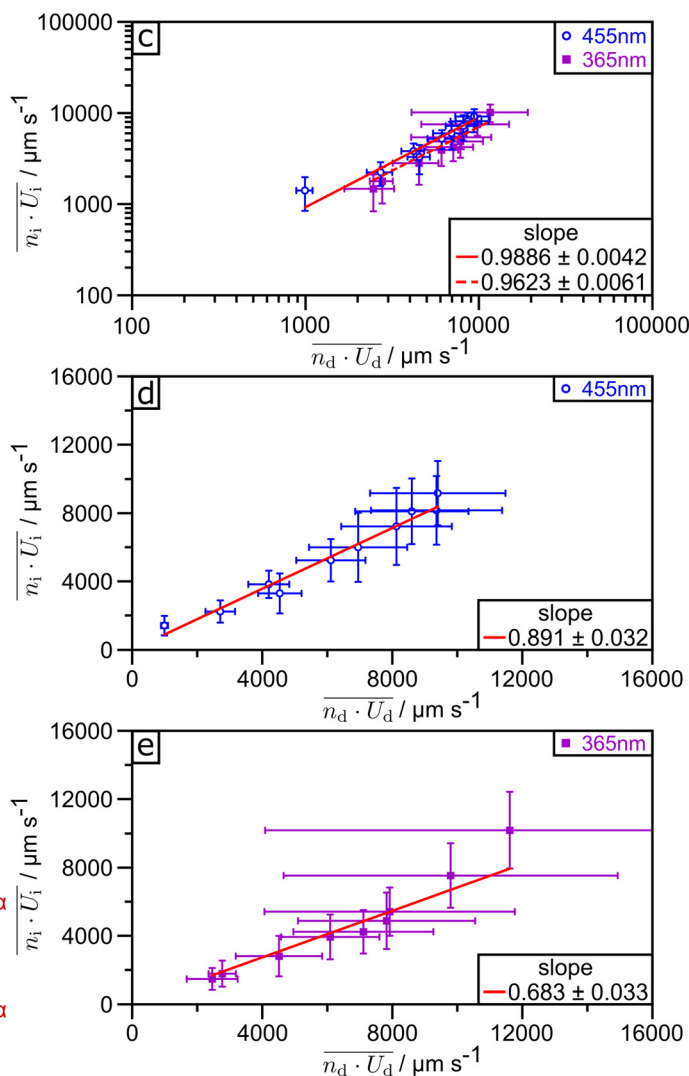 c
455nm
365nm
100000
10000
1000
100
n_i · U_i / µm s⁻¹
slope
0.9886 ± 0.0042
0.9623 ± 0.0061
100
1000
10000
100000
n_d · U_d / µm s⁻¹
d
455nm
16000
12000
8000
4000
0
n_i · U_i / µm s⁻¹
slope
0.891 ± 0.032
0
4000
8000
12000
16000
n_d · U_d / µm s⁻¹
e
365nm
16000
12000
8000
4000
0
n_i · U_i / µm s⁻¹
α
α
slope
0.683 ± 0.033
0
4000
8000
12000
16000
n_d · U_d / µm s⁻¹